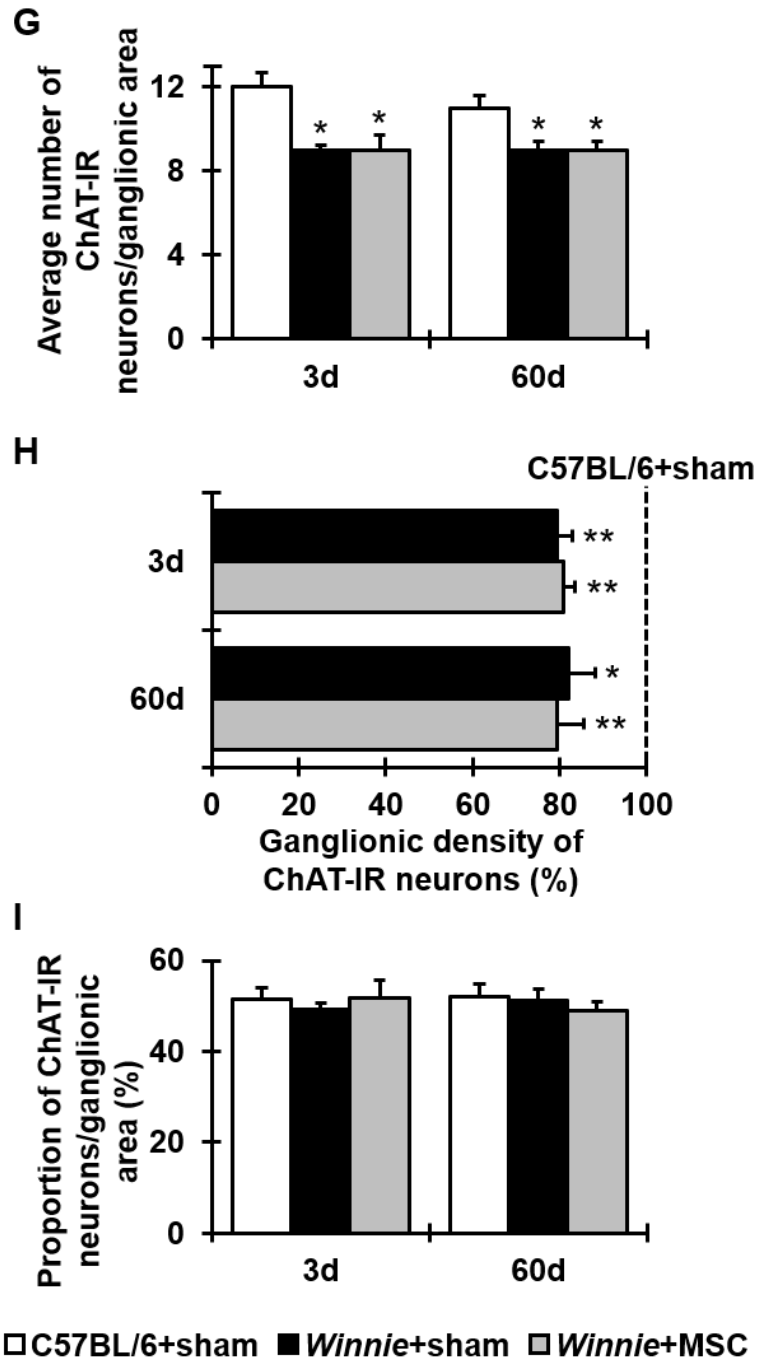 G
Average number of
ChAT-IR
neurons/ganglionic area
12
8
4
0
* * * *
3d 60d
H
C57BL/6+sham
3d
**
**
60d
*
**
0 20 40 60 80 100
Ganglionic density of
ChAT-IR neurons (%)
I
Proportion of ChAT-IR
neurons/ganglionic
area (%)
60
40
20
0
3d 60d
C57BL/6+sham Winnie+sham Winnie+MSC